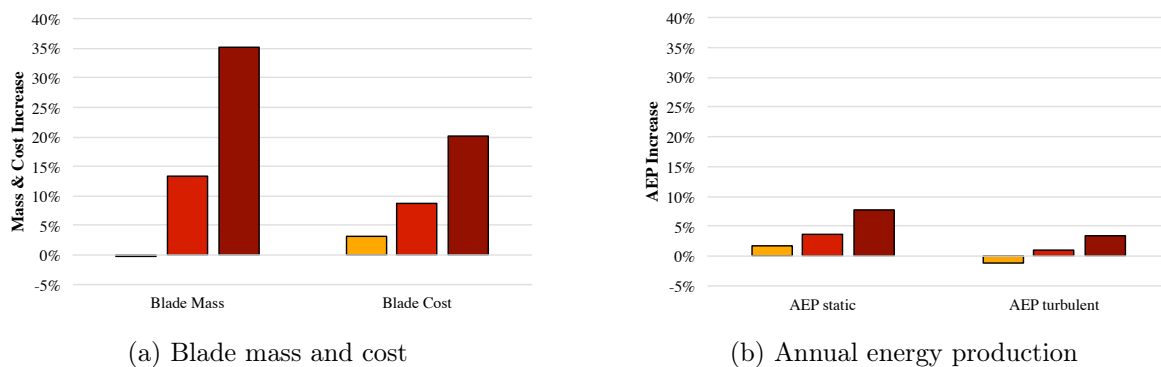 40%
35%
30%
25%
20%
15%
10%
5%
0%
-5%
Mass & Cost Increase
Blade Mass
Blade Cost
(a) Blade mass and cost
40%
35%
30%
25%
20%
15%
10%
5%
0%
-5%
AEP Increase
AEP static
AEP turbulent
(b) Annual energy production